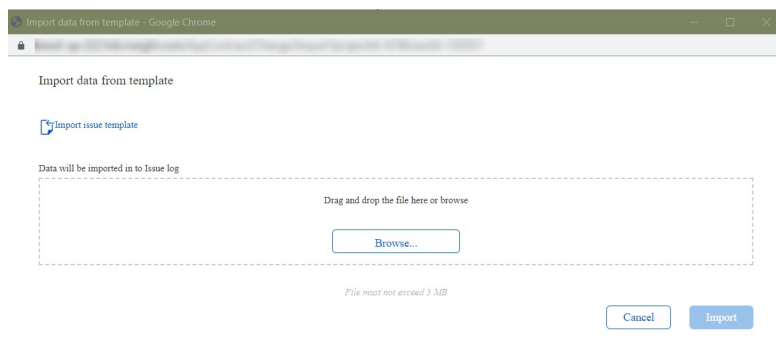 Import data from template - Google Chrome
Import data from template
Import issue template
Data will be imported in to Issue log
Drag and drop the file here or browse
Browse...
File must not exceed 5 MB
Cancel
Import